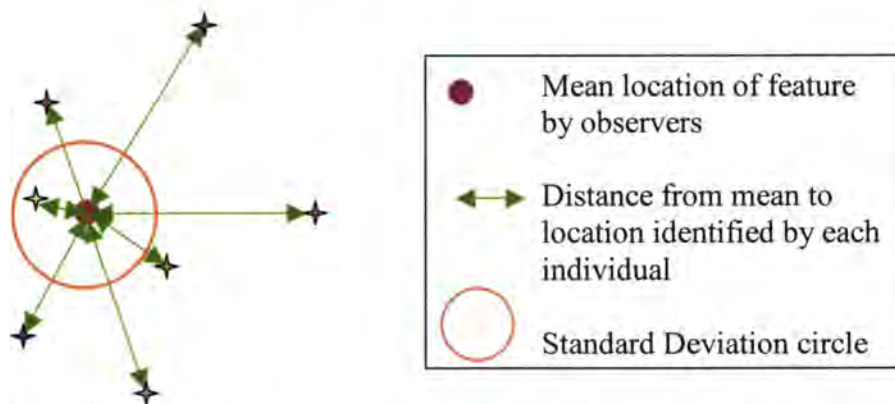 Mean location of feature
by observers
Distance from mean to
location identified by each
individual
Standard Deviation circle